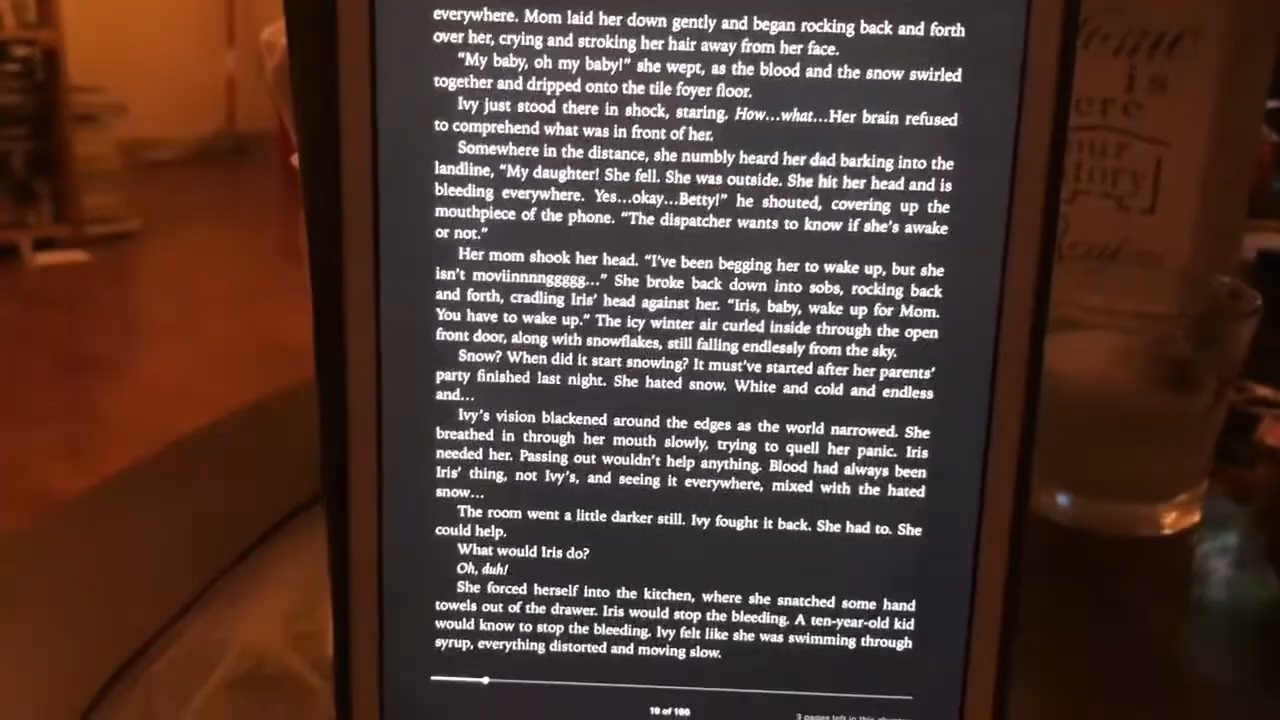 everywhere. Mom laid her down gently and began rocking back and forth
over her, crying and stroking her hair away from her face.
“My baby, oh my baby!” she wept, as the blood and the snow swirled
together and dripped onto the tile foyer floor.
Ivy just stood there in shock, staring. How…what…Her brain refused
to comprehend what was in front of her.
Somewhere in the distance, she numbly heard her dad barking into the
landline, “My daughter! She fell. She was outside. She hit her head and is
bleeding everywhere. Yes…okay…Betty!” he shouted, covering up the
mouthpiece of the phone. “The dispatcher wants to know if she’s awake
or not.”
Her mom shook her head. “I’ve been begging her to wake up, but she
isn’t moviinnnnggggg…” She broke back down into sobs, rocking back
and forth, cradling Iris’ head against her. “Iris, baby, wake up for Mom.
You have to wake up.” The icy winter air curled inside through the open
front door, along with snowflakes, still falling endlessly from the sky.
Snow? When did it start snowing? It must’ve started after her parents’
party finished last night. She hated snow. White and cold and endless
and…
Ivy’s vision blackened around the edges as the world narrowed. She
breathed in through her mouth slowly, trying to quell her panic. Iris
needed her. Passing out wouldn’t help anything. Blood had always been
Iris’ thing, not Ivy’s, and seeing it everywhere, mixed with the hated
snow…
The room went a little darker still. Ivy fought it back. She had to. She
could help.
What would Iris do?
Oh, duh!
She forced herself into the kitchen, where she snatched some hand
towels out of the drawer. Iris would stop the bleeding. A ten-year-old kid
would know to stop the bleeding. Ivy felt like she was swimming through
syrup, everything distorted and moving slow.
19 of 166
3 pages left in this
is
ere
our
story